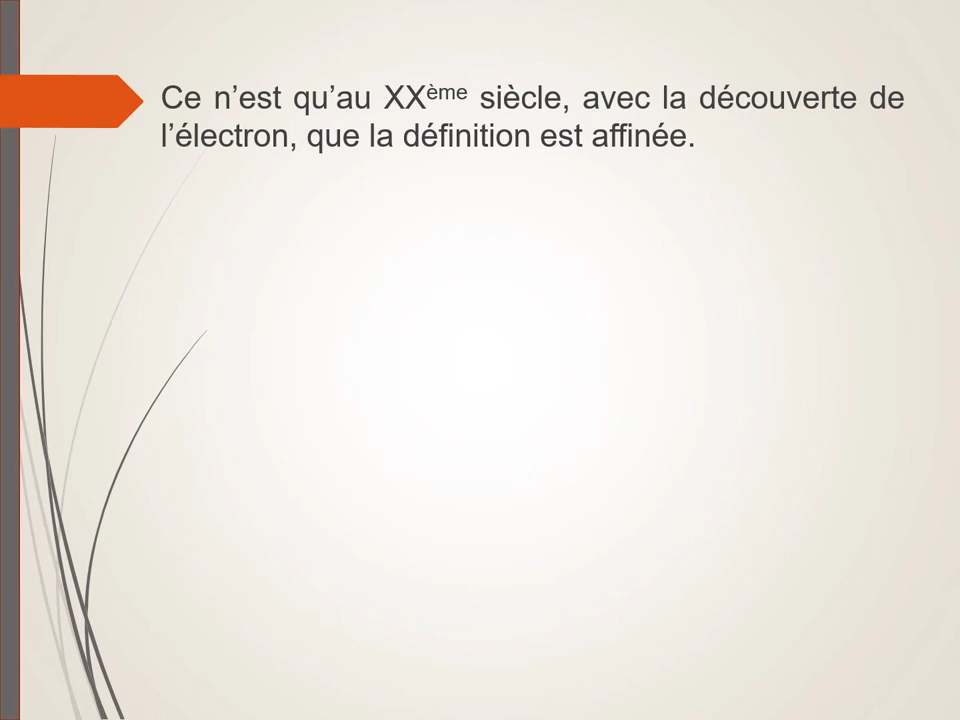 Ce n’est qu’au XXème siècle, avec la découverte de
l’électron, que la définition est affinée.